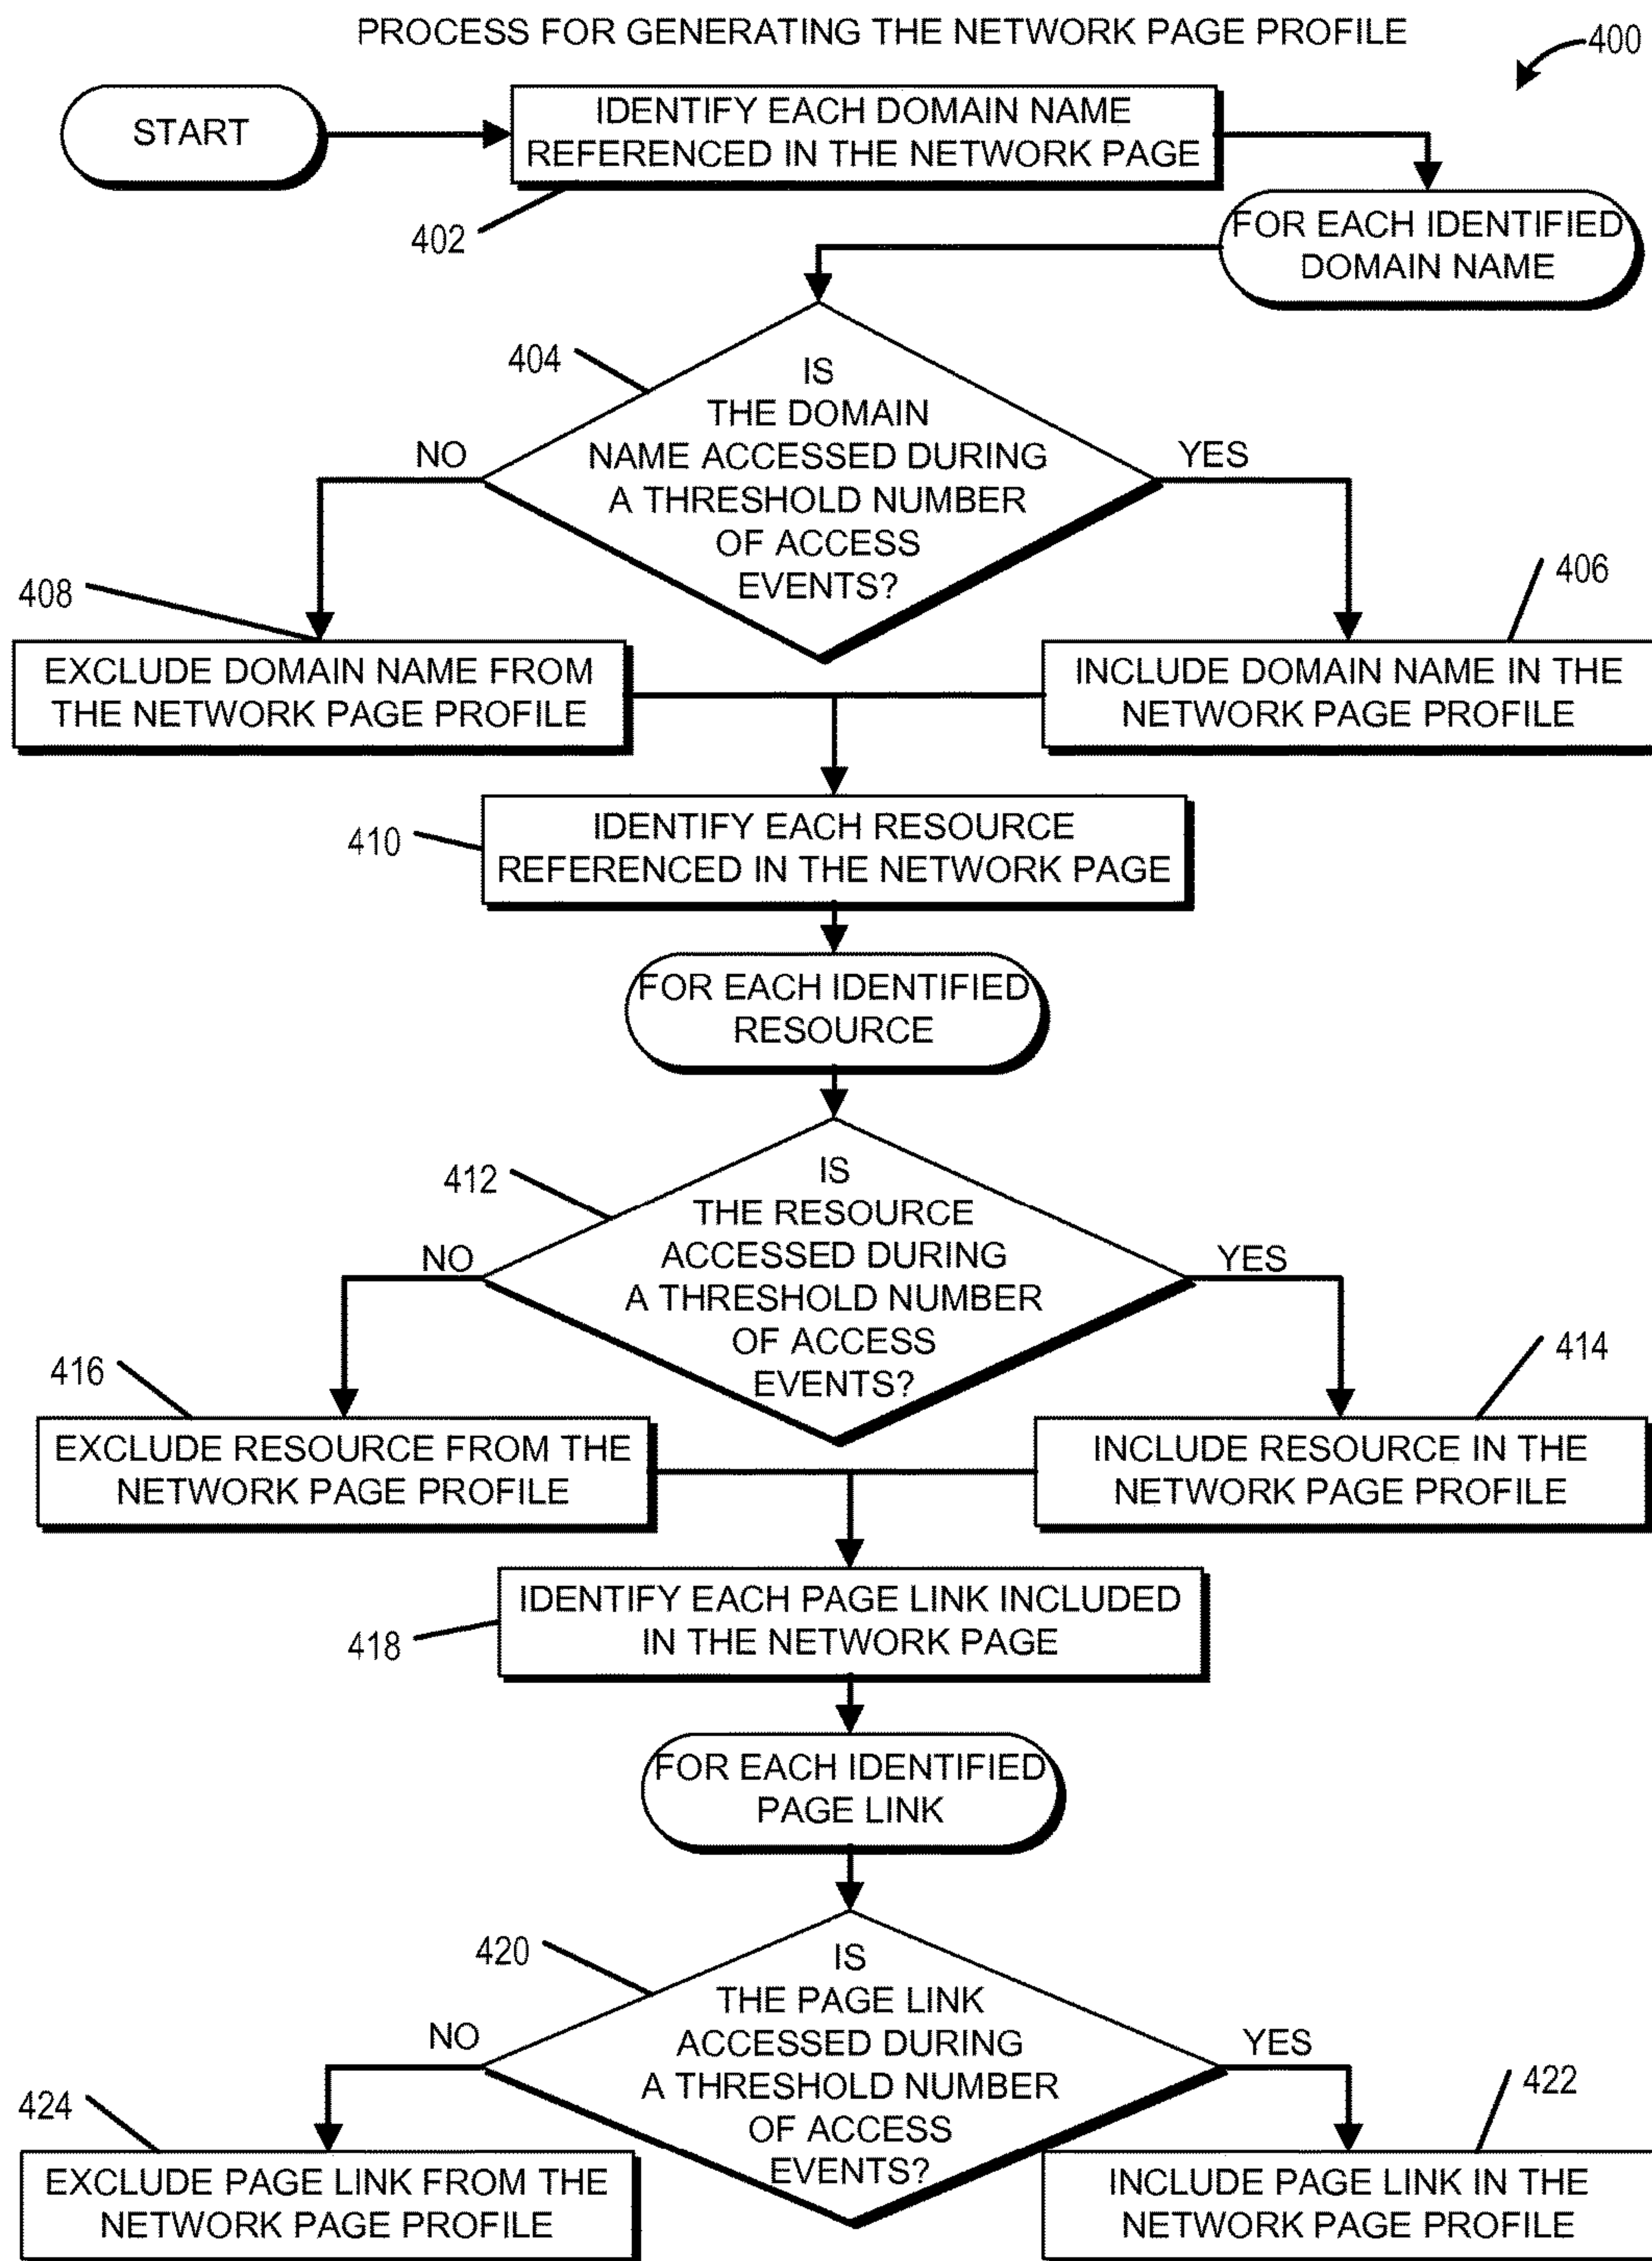 PROCESS FOR GENERATING THE NETWORK PAGE PROFILE
400
START
IDENTIFY EACH DOMAIN NAME
REFERENCED IN THE NETWORK PAGE
402
FOR EACH IDENTIFIED
DOMAIN NAME
404
IS
THE DOMAIN
NAME ACCESSED DURING
A THRESHOLD NUMBER
OF ACCESS
EVENTS?
NO
YES
408
406
EXCLUDE DOMAIN NAME FROM
THE NETWORK PAGE PROFILE
INCLUDE DOMAIN NAME IN THE
NETWORK PAGE PROFILE
410
IDENTIFY EACH RESOURCE
REFERENCED IN THE NETWORK PAGE
FOR EACH IDENTIFIED
RESOURCE
412
IS
THE RESOURCE
ACCESSED DURING
A THRESHOLD NUMBER
OF ACCESS
EVENTS?
NO
YES
416
414
EXCLUDE RESOURCE FROM THE
NETWORK PAGE PROFILE
INCLUDE RESOURCE IN THE
NETWORK PAGE PROFILE
418
IDENTIFY EACH PAGE LINK INCLUDED
IN THE NETWORK PAGE
FOR EACH IDENTIFIED
PAGE LINK
420
IS
THE PAGE LINK
ACCESSED DURING
A THRESHOLD NUMBER
OF ACCESS
EVENTS?
NO
YES
424
422
EXCLUDE PAGE LINK FROM THE
NETWORK PAGE PROFILE
INCLUDE PAGE LINK IN THE
NETWORK PAGE PROFILE